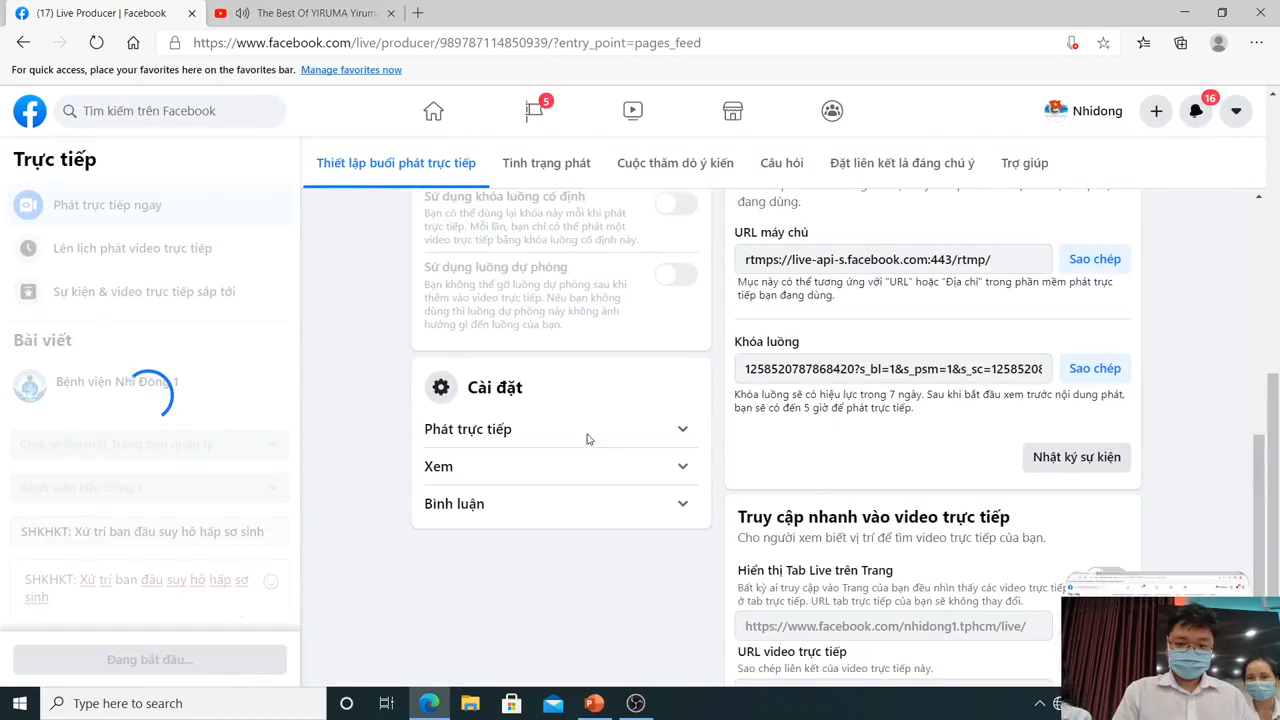 (17) Live Producer | Facebook
The Best Of YIRUMA Yirum
https://www.facebook.com/live/producer/989787114850939/?entry_point=pages_feed
For quick access, place your favorites here on the favorites bar. Manage favorites now
Tìm kiếm trên Facebook
5
Nhidong
16
Trực tiếp
Phát trực tiếp ngay
Lên lịch phát video trực tiếp
Sự kiện & video trực tiếp sắp tới
Bài viết
Bệnh viện Nhi Đồng 1
Chia sẻ lên một Trang bạn quản lý
Bệnh viện Nhi Đồng 1
SHKHKT: Xử trí ban đầu suy hô hấp sơ sinh
SHKHKT: Xử trí ban đầu suy hô hấp sơ
sinh
Đang bắt đầu...
Thiết lập buổi phát trực tiếp
Tình trạng phát
Cuộc thăm dò ý kiến
Câu hỏi
Đặt liên kết là đáng chú ý
Trợ giúp
Sử dụng khóa luồng cố định
Bạn có thể dùng lại khóa này mỗi khi phát
trực tiếp. Mỗi lần, bạn chỉ có thể phát một
video trực tiếp bằng khóa luồng cố định này.
Sử dụng luồng dự phòng
Bạn không thể gỡ luồng dự phòng sau khi
thêm vào video trực tiếp. Nếu bạn không
dùng thì luồng dự phòng này không ảnh
hưởng gì đến luồng của bạn.
Cài đặt
Phát trực tiếp
Xem
Bình luận
đang dùng.
URL máy chủ
rtmps://live-api-s.facebook.com:443/rtmp/
Sao chép
Mục này có thể tương ứng với "URL" hoặc "Địa chỉ" trong phần mềm phát trực
tiếp bạn đang dùng.
Khóa luồng
1258520787868420?s_bl=1&s_psm=1&s_sc=12585208
Sao chép
Khóa luồng sẽ có hiệu lực trong 7 ngày. Sau khi bắt đầu xem trước nội dung phát,
bạn sẽ có đến 5 giờ để phát trực tiếp.
Nhật ký sự kiện
Truy cập nhanh vào video trực tiếp
Cho người xem biết vị trí để tìm video trực tiếp của bạn.
Hiển thị Tab Live trên Trang
Bất kỳ ai truy cập vào Trang của bạn đều nhìn thấy các video trực tiếp
ở tab trực tiếp. URL tab trực tiếp của bạn sẽ không thay đổi.
https://www.facebook.com/nhidong1.tphcm/live/
URL video trực tiếp
Sao chép liên kết của video trực tiếp này.
Type here to search